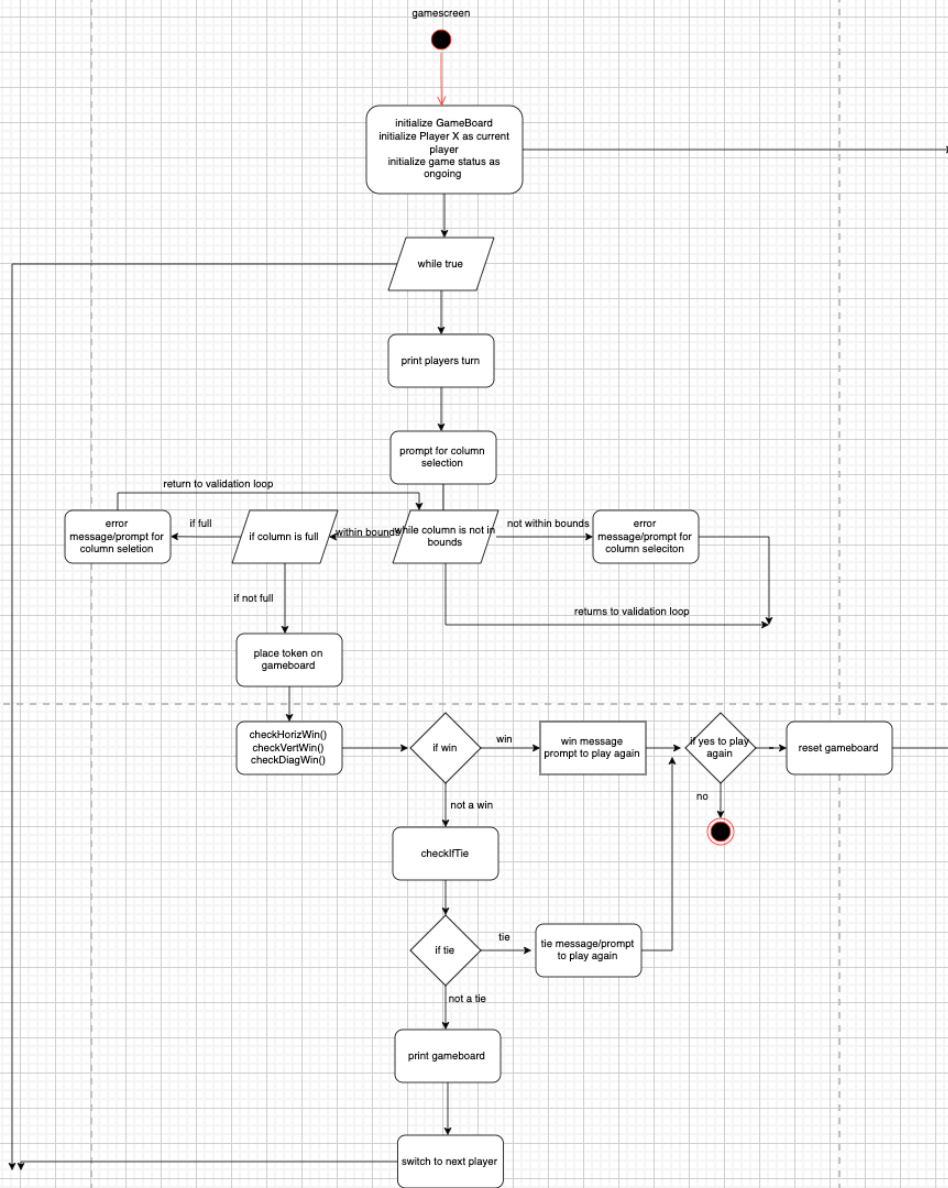 gamescreen
initialize GameBoard
initialize Player X as current
player
initialize game status as
ongoing
while true
print players turn
prompt for column
selection
return to validation loop
error
message/prompt for
column seletion
if full
if column is full
within bounds
while column is not in
bounds
not within bounds
error
message/prompt for
column seleciton
if not full
returns to validation loop
place token on
gameboard
checkHorizWin()
checkVertWin()
checkDiagWin()
if win
win
win message
prompt to play again
if yes to play
again
reset gameboard
no
not a win
checkIfTie
if tie
tie
tie message/prompt
to play again
not a tie
print gameboard
switch to next player